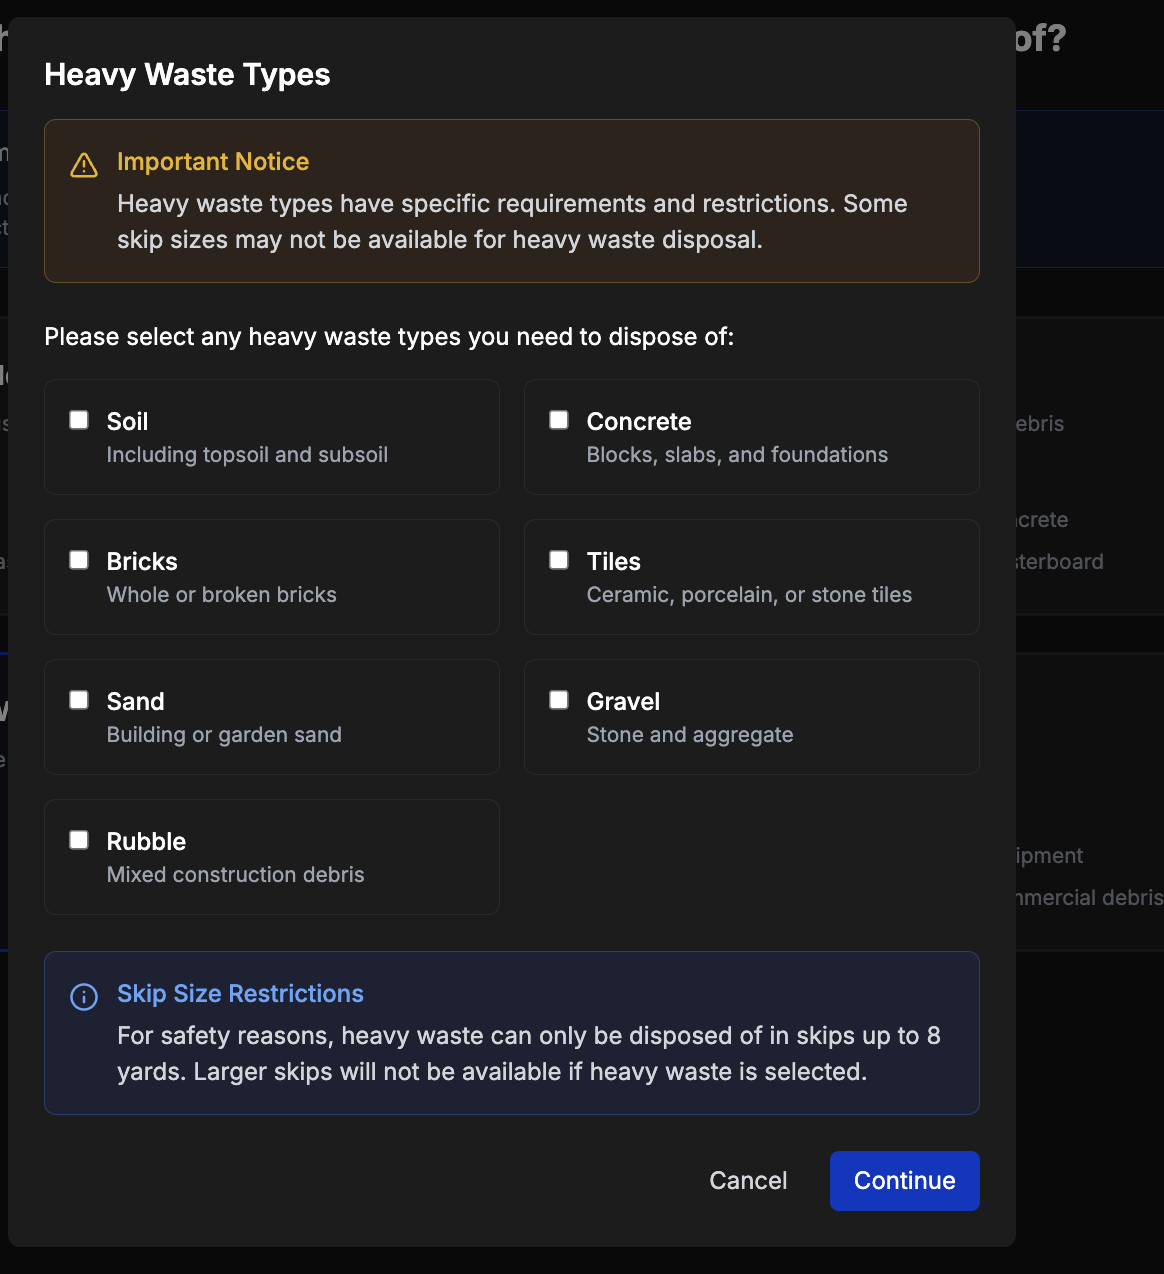 of?
Heavy Waste Types
Important Notice
Heavy waste types have specific requirements and restrictions. Some
skip sizes may not be available for heavy waste disposal.
Please select any heavy waste types you need to dispose of:
Soil
Including topsoil and subsoil
Concrete
Blocks, slabs, and foundations
Bricks
Whole or broken bricks
Tiles
Ceramic, porcelain, or stone tiles
Sand
Building or garden sand
Gravel
Stone and aggregate
Rubble
Mixed construction debris
Skip Size Restrictions
For safety reasons, heavy waste can only be disposed of in skips up to 8
yards. Larger skips will not be available if heavy waste is selected.
Cancel
Continue
ebris
crete
sterboard
ipment
mmercial debris